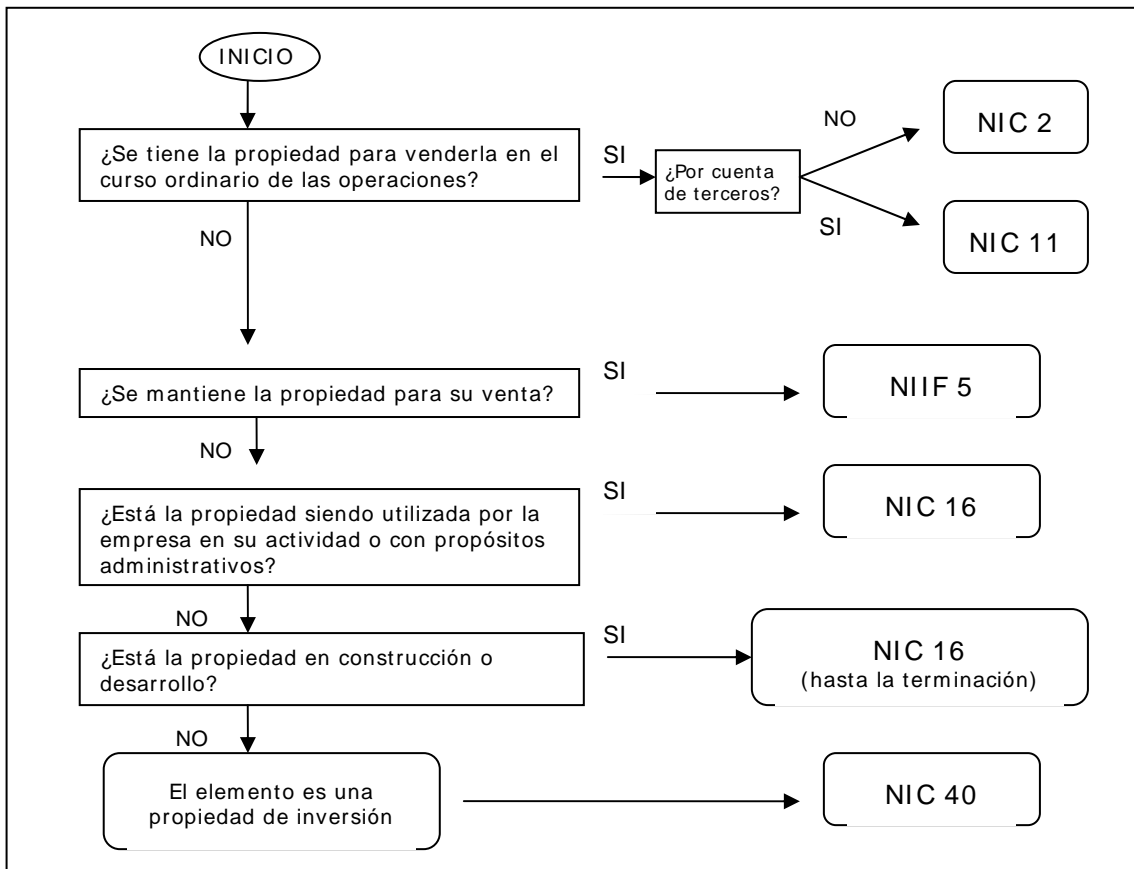 INICIO
¿Se tiene la propiedad para venderla en el
curso ordinario de las operaciones?
SI
¿Por cuenta
de terceros?
NO
NIC 2
SI
NIC 11
NO
¿Se mantiene la propiedad para su venta?
SI
NIIF 5
NO
¿Está la propiedad siendo utilizada por la
empresa en su actividad o con propósitos
administrativos?
SI
NIC 16
NO
¿Está la propiedad en construcción o
desarrollo?
SI
NIC 16
(hasta la terminación)
NO
El elemento es una
propiedad de inversión
NIC 40